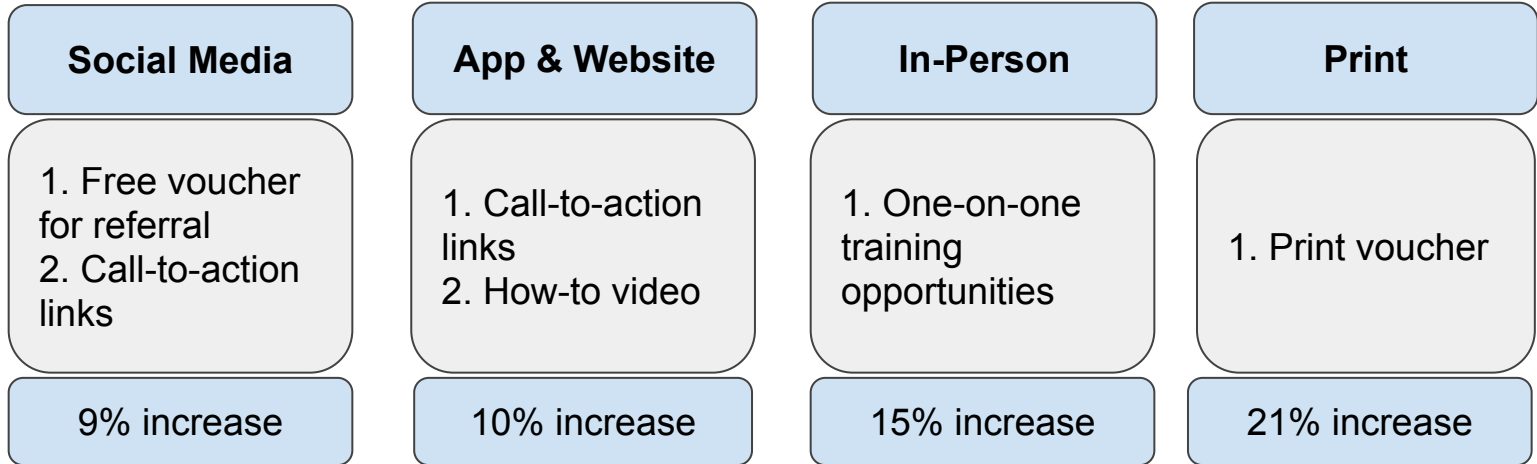 Social Media
1. Free voucher
for referral
2. Call-to-action
links
9% increase
App & Website
1. Call-to-action
links
2. How-to video
10% increase
In-Person
1. One-on-one
training
opportunities
15% increase
Print
1. Print voucher
21% increase